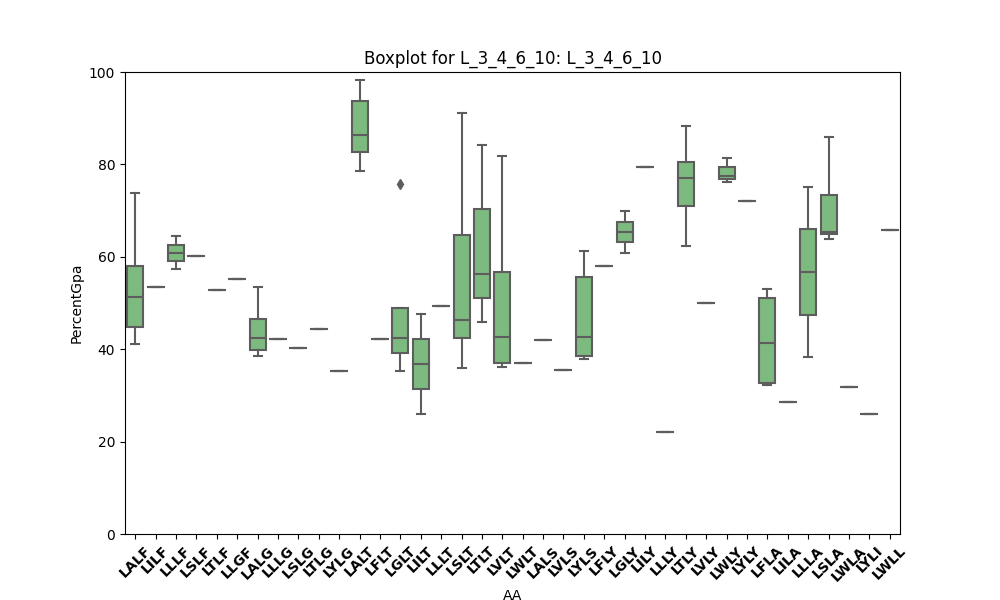 Boxplot for L_3_4_6_10: L_3_4_6_10
PercentGpa
100
80
60
40
20
0
LALF LILF LLLF LSLF LTLF LLGF LALG LLLG LSLG LTLG LYLG LALT LFLT LGLT LILT LLLT LSLT LTLT LVLT LWLT LALS LVLS LYLS LFLY LGLY LILY LLLY LTLY LVLY LWLY LYLY LFLA LILA LLLA LSLA LWLA LYLI LWLL
AA